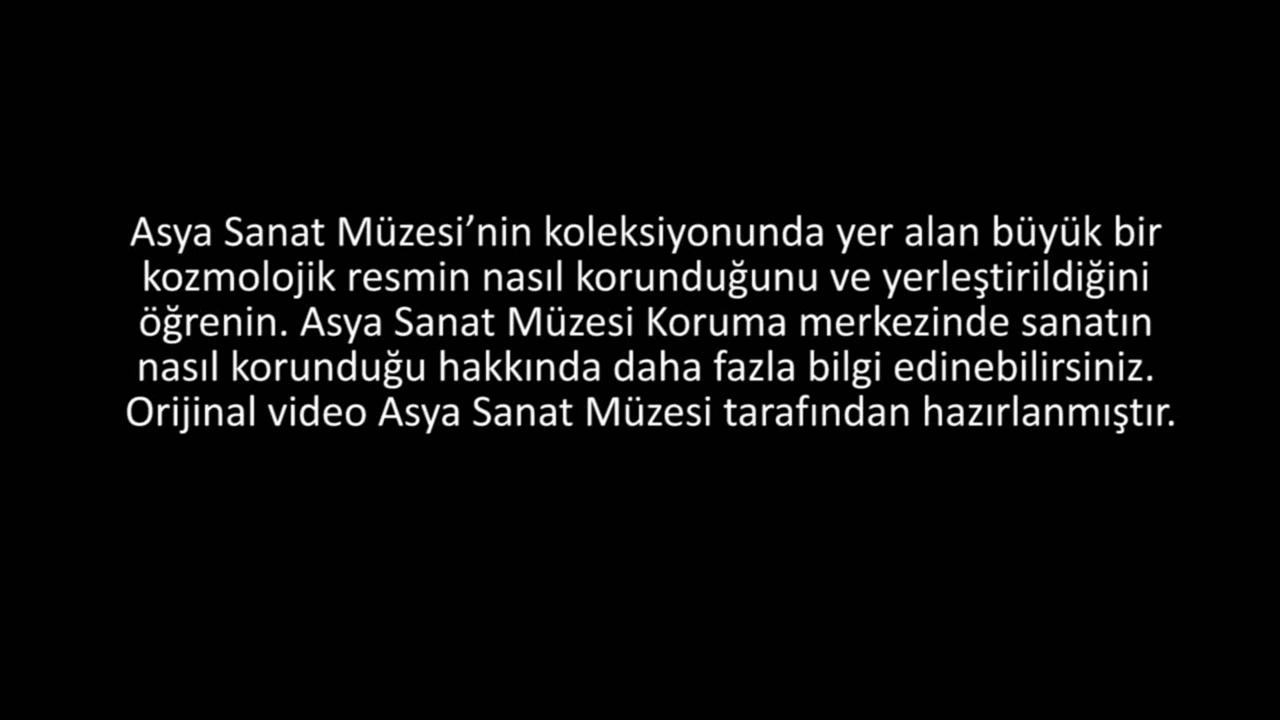 Asya Sanat Müzesi’nin koleksiyonunda yer alan büyük bir
kozmolojik resmin nasıl korunduğunu ve yerleştirildiğini
öğrenin. Asya Sanat Müzesi Koruma merkezinde sanatın
nasıl korunduğu hakkında daha fazla bilgi edinebilirsiniz.
Orijinal video Asya Sanat Müzesi tarafından hazırlanmıştır.